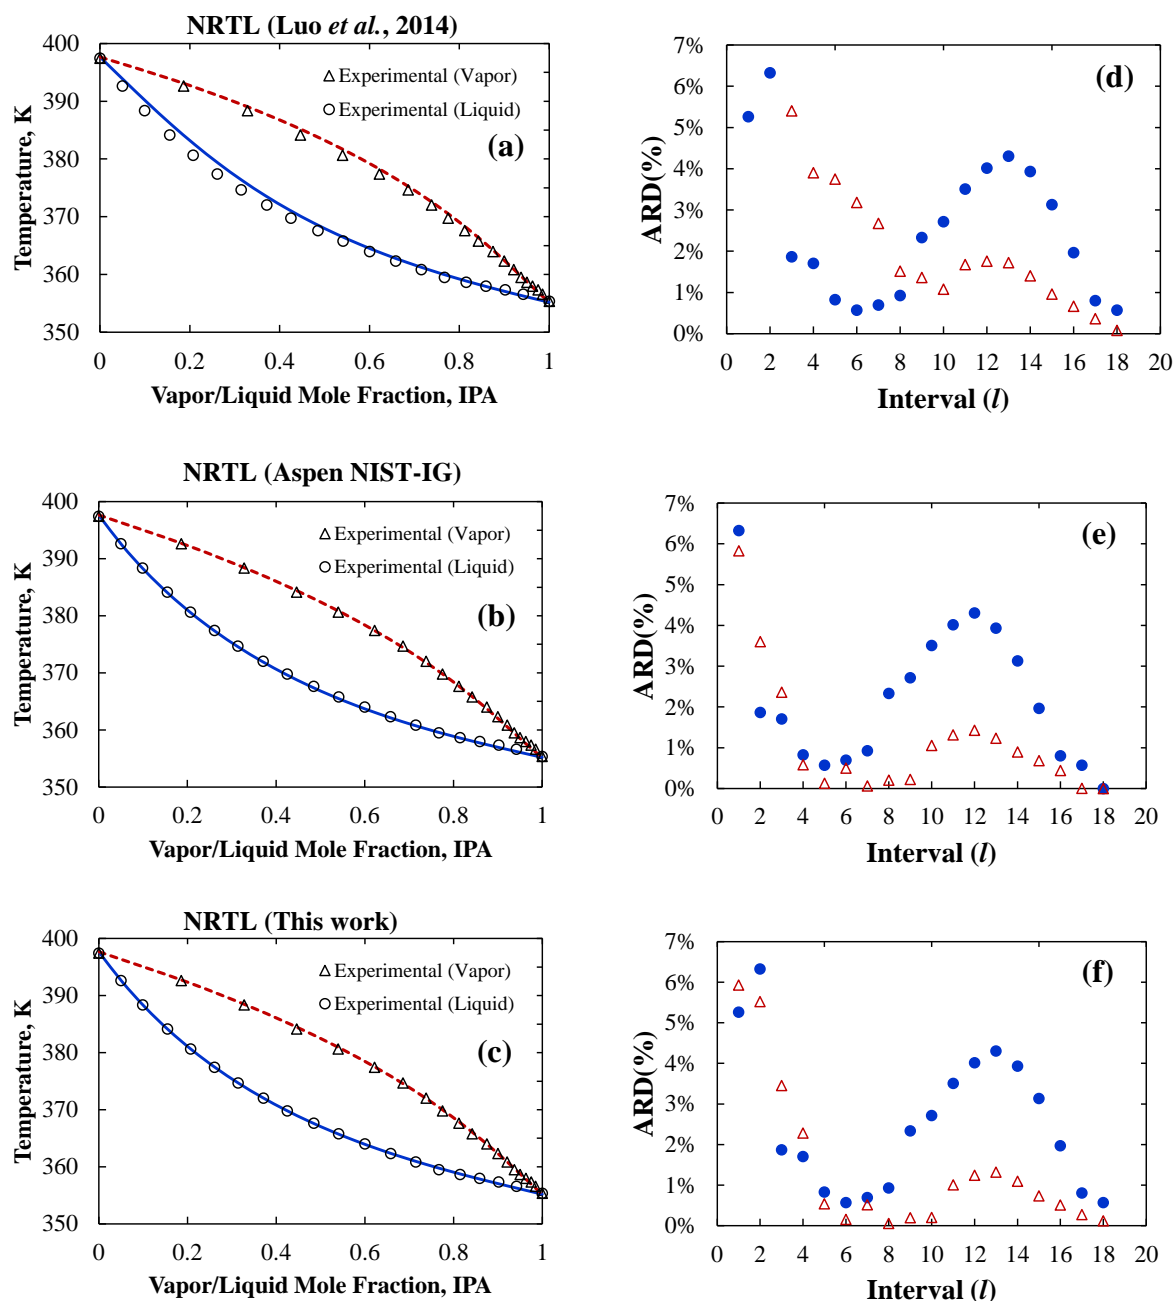 NRTL (Luo et al., 2014)
400
390
380
370
360
350
Temperature, K
Experimental (Vapor)
Experimental (Liquid)
(a)
0 0.2 0.4 0.6 0.8 1
Vapor/Liquid Mole Fraction, IPA
7%
6%
5%
4%
3%
2%
1%
0%
ARD(%)
(d)
0 2 4 6 8 10 12 14 16 18 20
Interval (l)
NRTL (Aspen NIST-IG)
400
390
380
370
360
350
Temperature, K
Experimental (Vapor)
Experimental (Liquid)
(b)
0 0.2 0.4 0.6 0.8 1
Vapor/Liquid Mole Fraction, IPA
7%
6%
5%
4%
3%
2%
1%
0%
ARD(%)
(e)
0 2 4 6 8 10 12 14 16 18 20
Interval (l)
NRTL (This work)
400
390
380
370
360
350
Temperature, K
Experimental (Vapor)
Experimental (Liquid)
(c)
0 0.2 0.4 0.6 0.8 1
Vapor/Liquid Mole Fraction, IPA
7%
6%
5%
4%
3%
2%
1%
0%
ARD(%)
(f)
0 2 4 6 8 10 12 14 16 18 20
Interval (l)